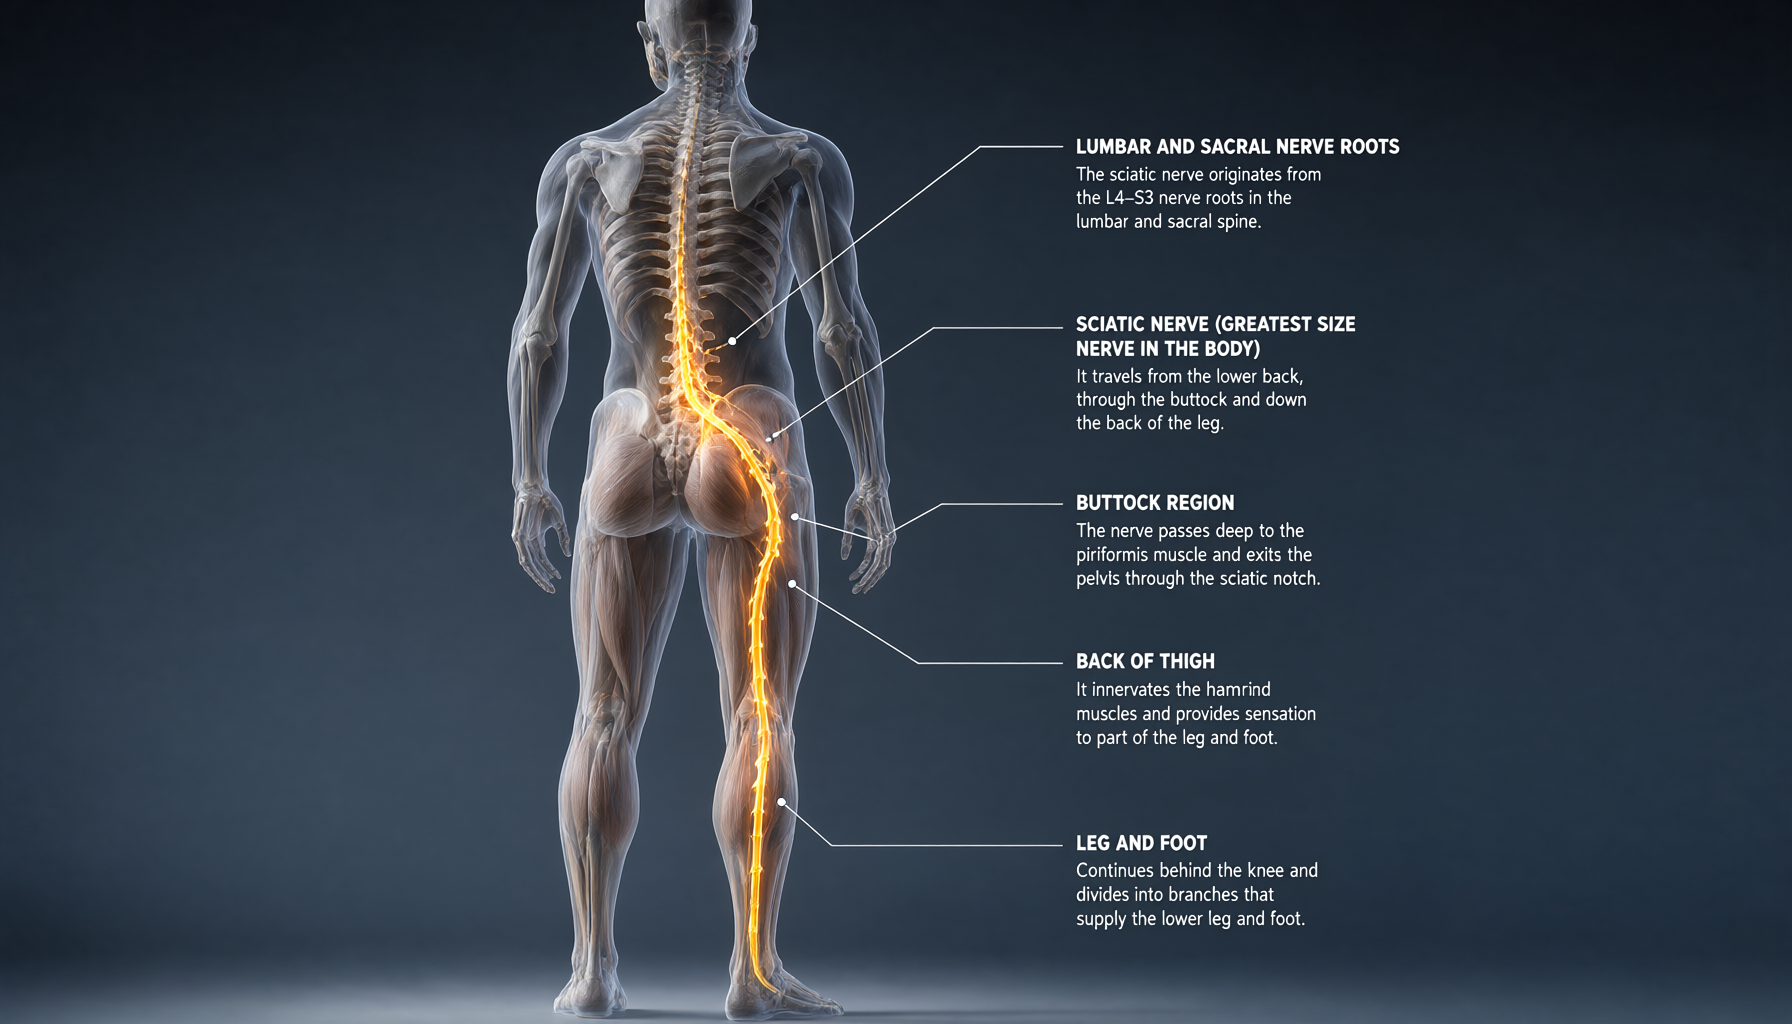 LUMBAR AND SACRAL NERVE ROOTS
The sciatic nerve originates from
the L4–S3 nerve roots in the
lumbar and sacral spine.
SCIATIC NERVE (GREATEST SIZE
NERVE IN THE BODY)
It travels from the lower back,
through the buttock and down
the back of the leg.
BUTTOCK REGION
The nerve passes deep to the
piriformis muscle and exits the
pelvis through the sciatic notch.
BACK OF THIGH
It innervates the hamrind
muscles and provides sensation
to part of the leg and foot.
LEG AND FOOT
Continues behind the knee and
divides into branches that
supply the lower leg and foot.